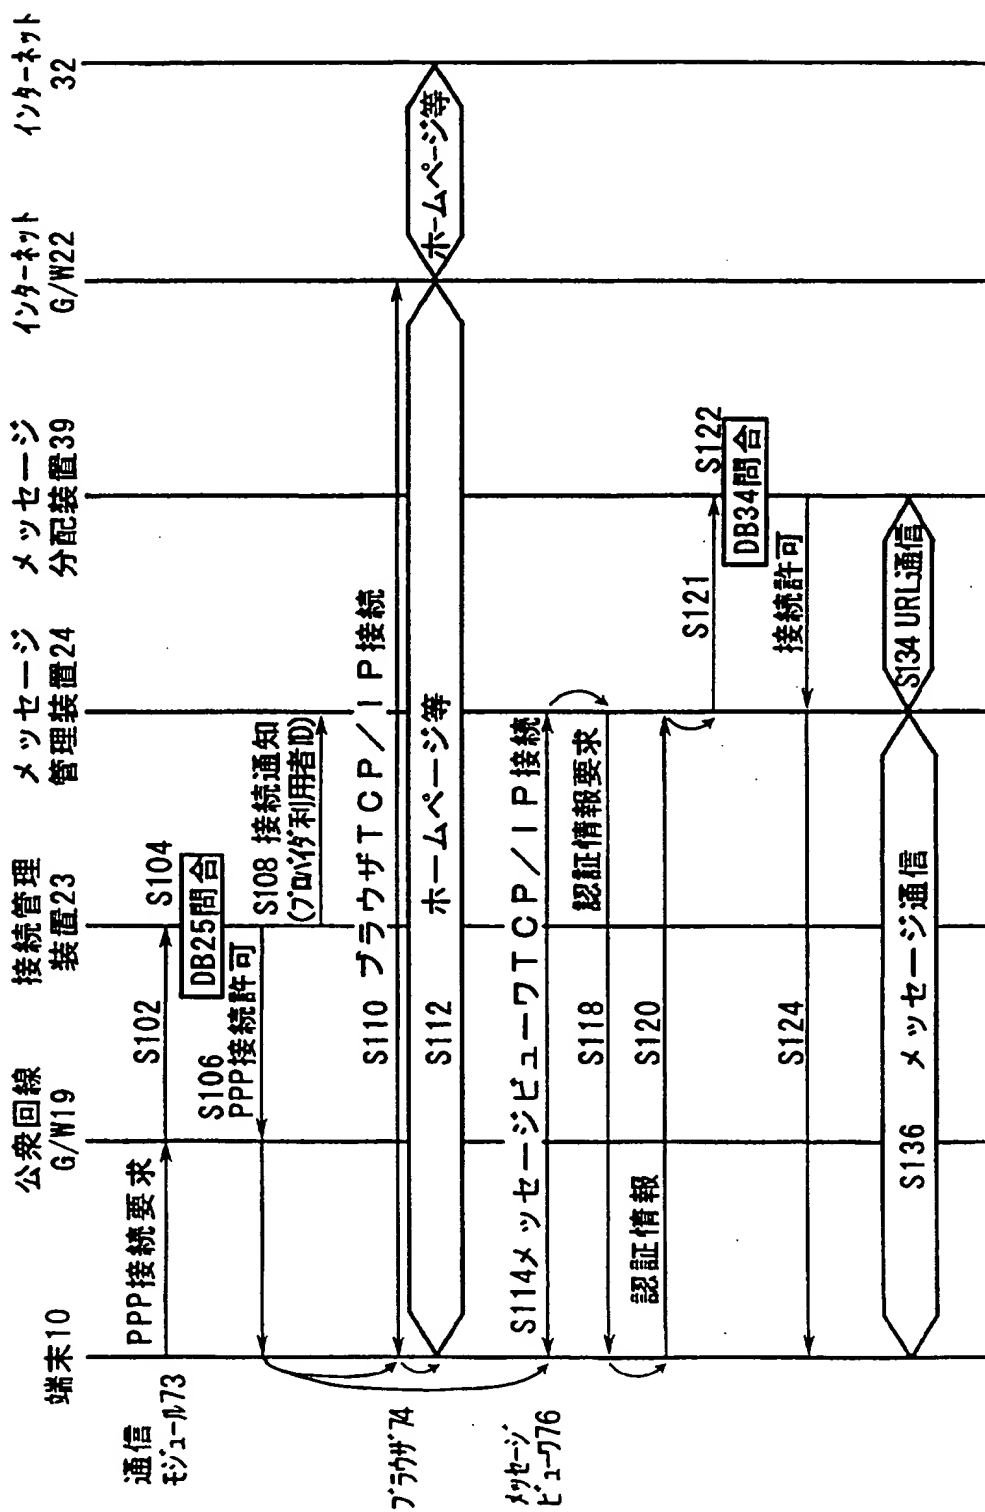 端末10
公衆回線
G/W19
接続管理
装置23
メッセージ
管理装置24
メッセージ
分配装置39
インターネット
G/W22
インターネット
32
通信
モジュール73
PPP接続要求
S102
S104
DB25問合
S106
PPP接続許可
S108 接続通知
(プロバイダ利用者ID)
ブラウザ74
S110 ブラウザTCP/IP接続
S112
ホームページ等
ホームページ等
メッセージ
ビューワ76
S114メッセージビューワTCP/IP接続
S118
認証情報要求
認証情報
S120
S121
S122
DB34問合
接続許可
S124
S134 URL通信
S136 メッセージ通信